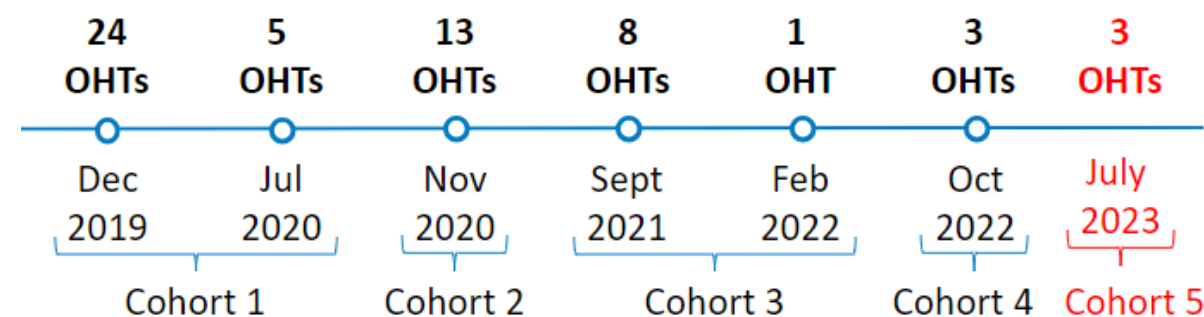 24 5 13 8 1 3 3
OHTs OHTs OHTs OHTs OHT OHTs OHTs
Dec Jul Nov Sept Feb Oct July
2019 2020 2020 2021 2022 2022 2023
Cohort 1 Cohort 2 Cohort 3 Cohort 4 Cohort 5